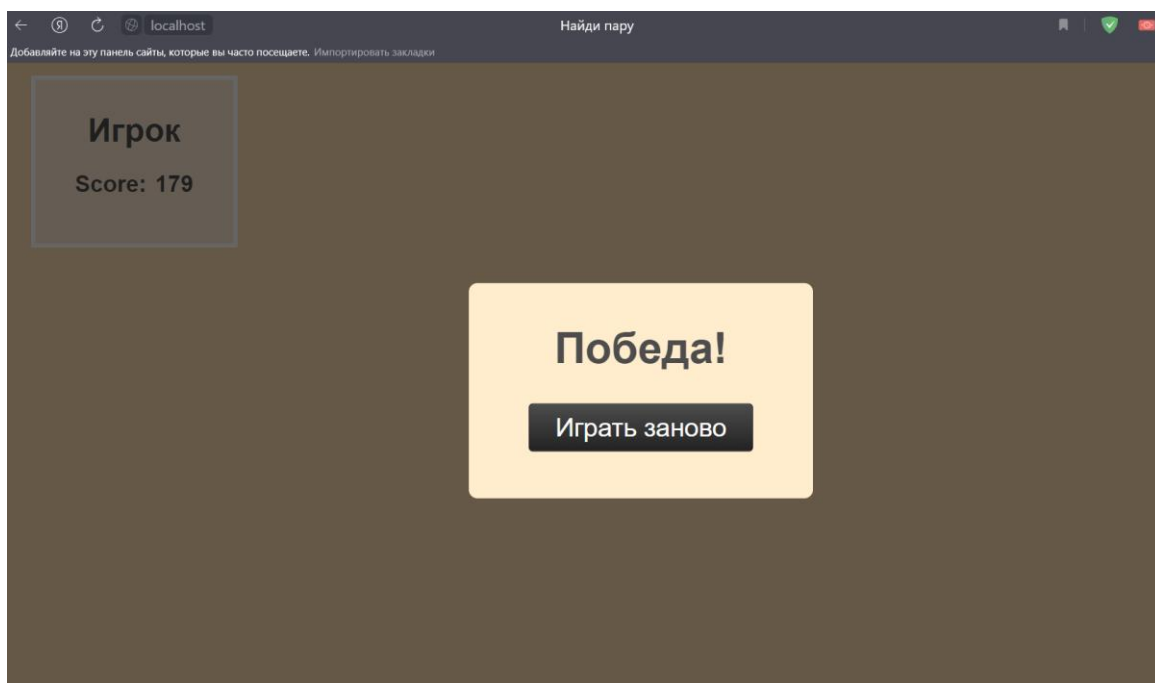 localhost
Найди пару
Добавляйте на эту панель сайты, которые вы часто посещаете. Импортировать закладки
Игрок
Score: 179
Победа!
Играть заново